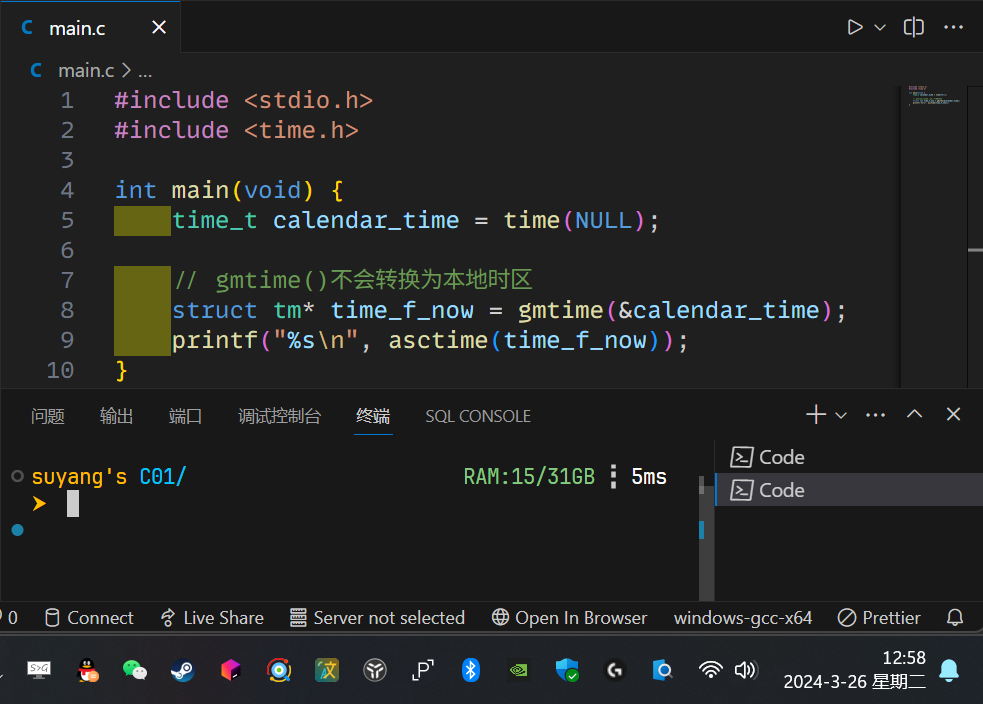 main.c
main.c > ...
1 #include <stdio.h>
2 #include <time.h>
3
4 int main(void) {
5 time_t calendar_time = time(NULL);
6
7 // gmtime()不会转换为本地时区
8 struct tm* time_f_now = gmtime(&calendar_time);
9 printf("%s\n", asctime(time_f_now));
10 }
问题 输出 端口 调试控制台 终端 SQL CONSOLE
suyang's C01/ RAM:15/31GB 5ms
Code
Code
0 Connect Live Share Server not selected Open In Browser windows-gcc-x64 Prettier
12:58
2024-3-26 星期二